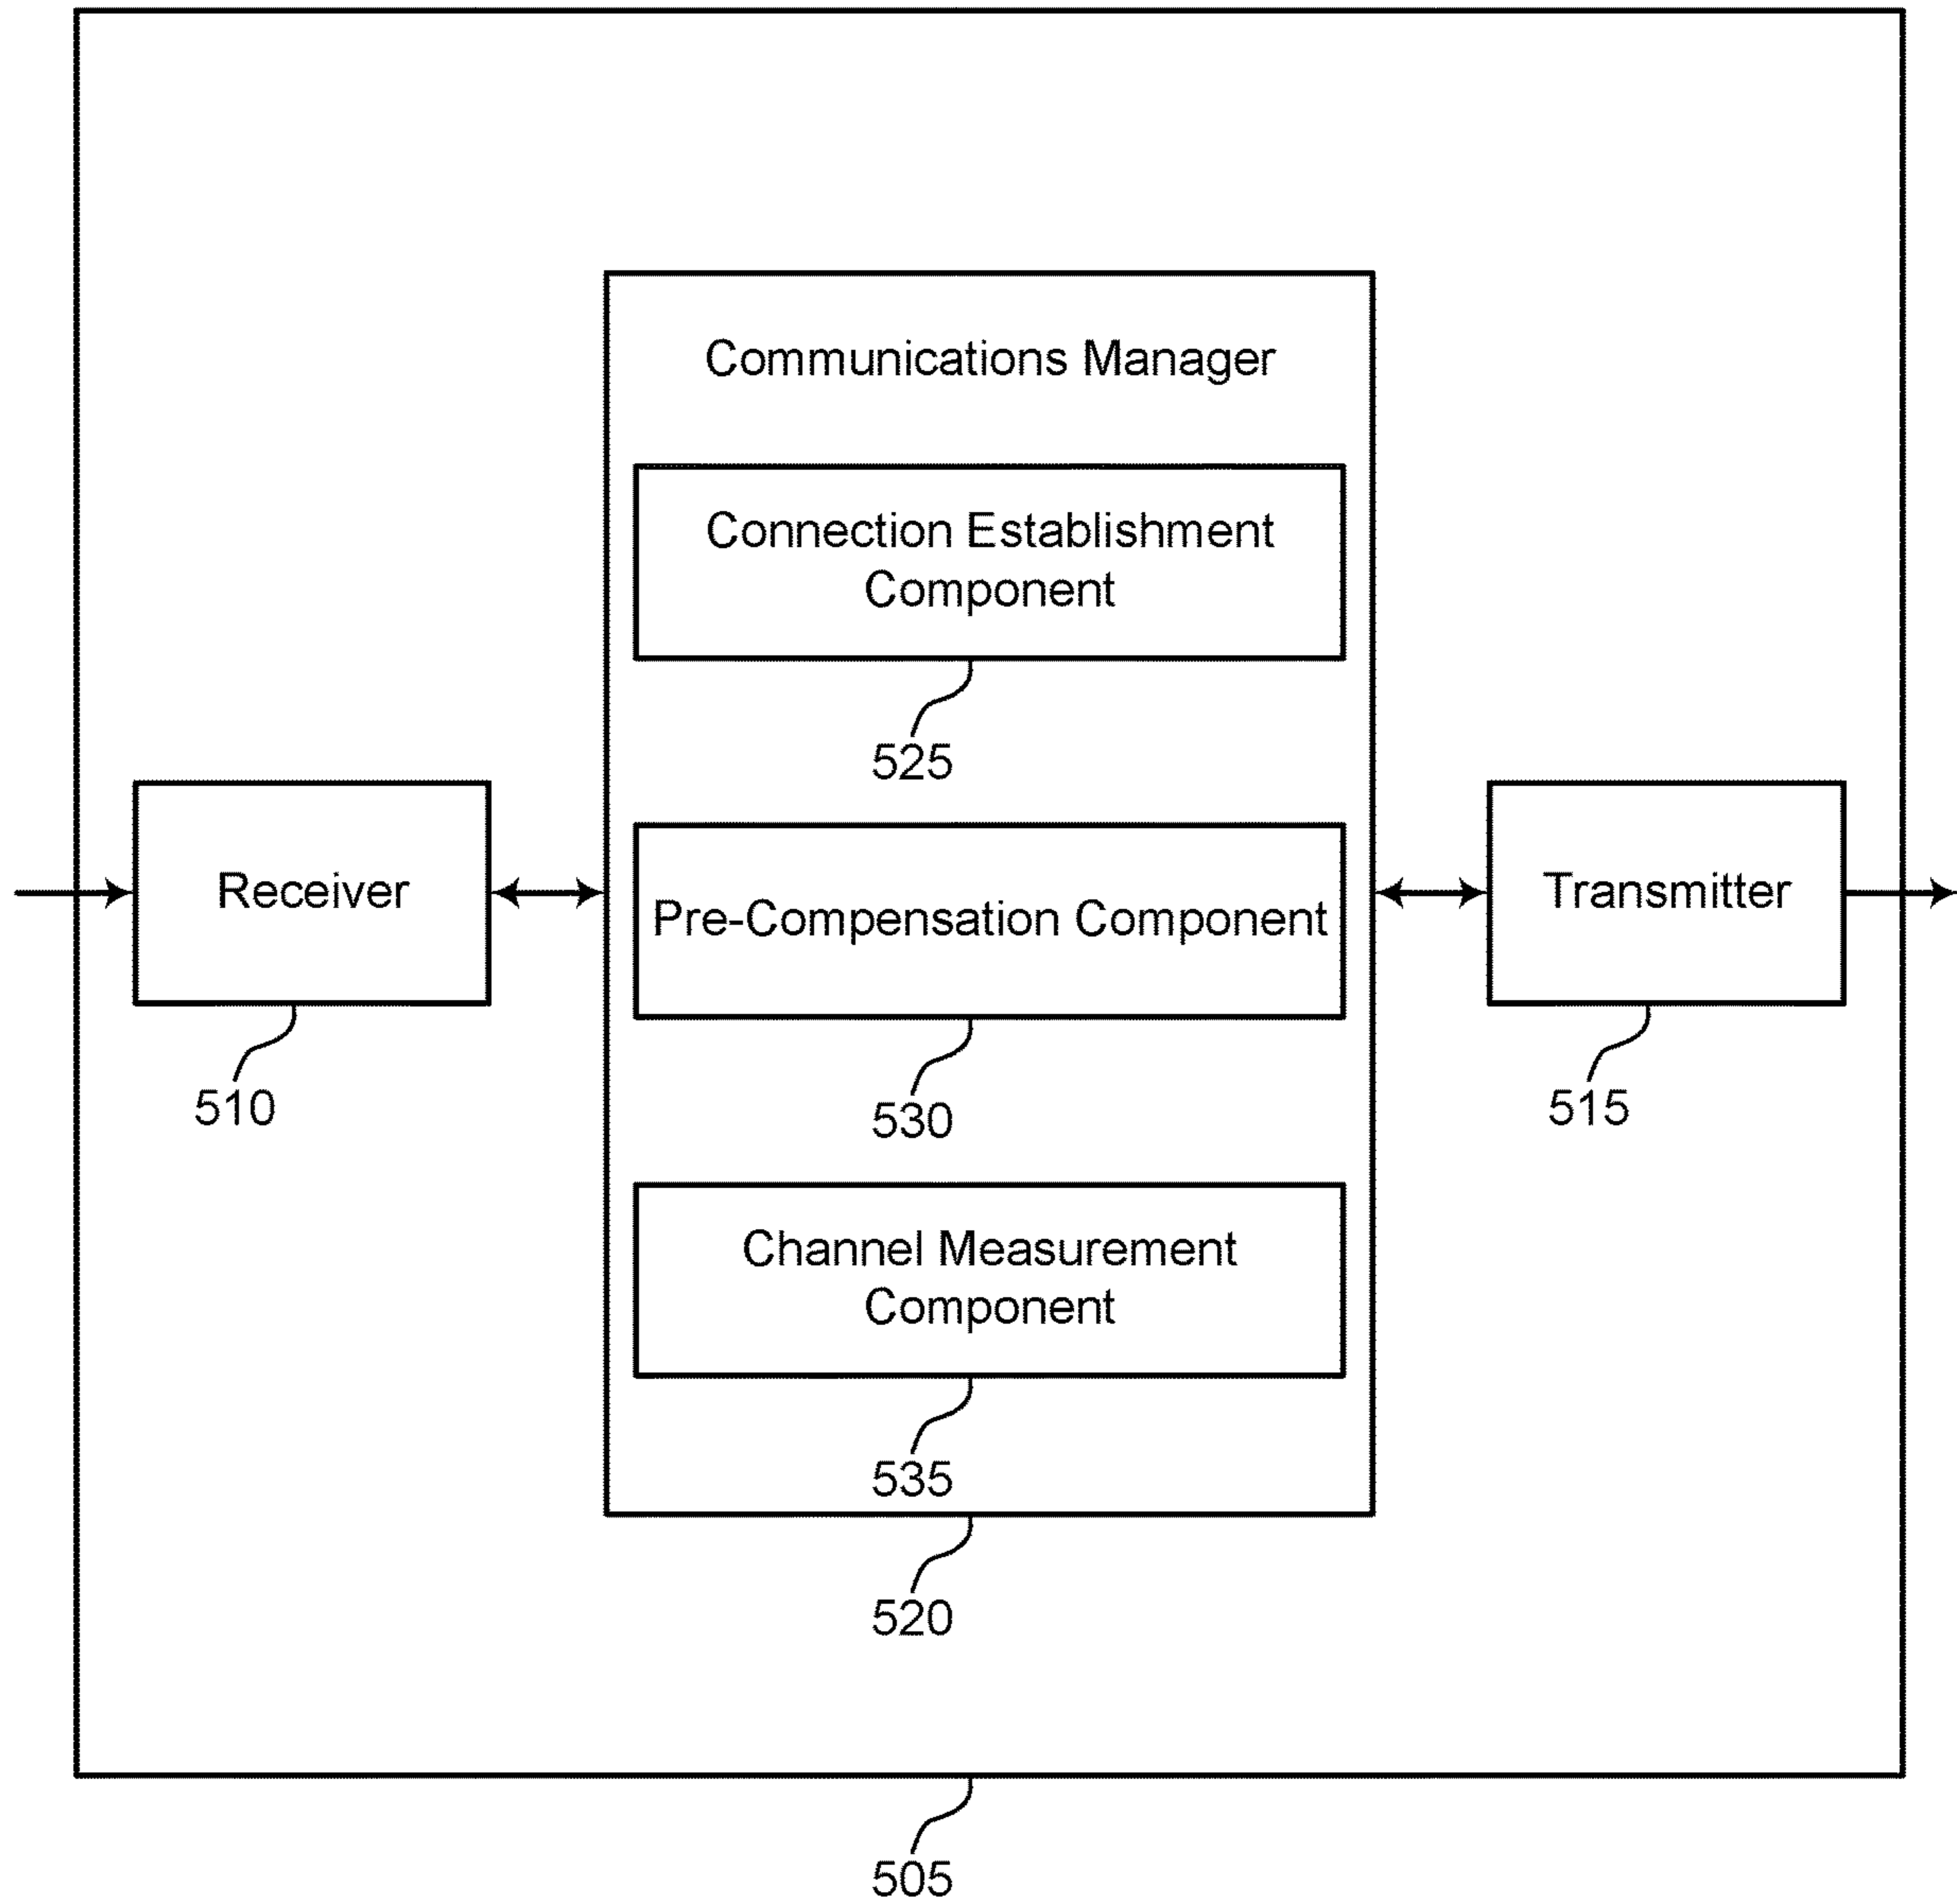 Communications Manager
Connection Establishment
Component
525
Receiver
510
Pre-Compensation Component
530
Transmitter
515
Channel Measurement
Component
535
520
505